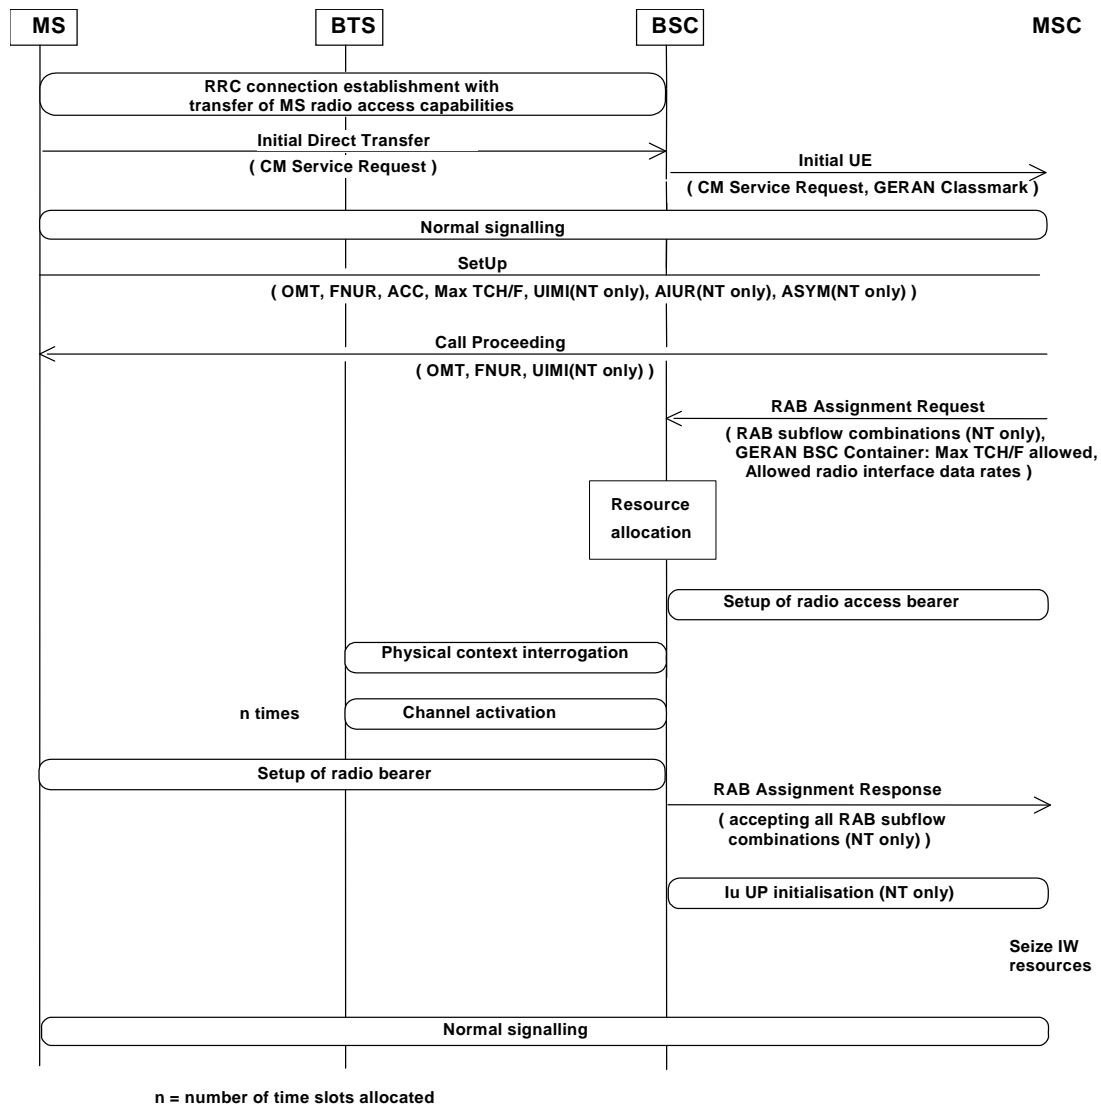 MS
BTS
BSC
MSC
RRC connection establishment with
transfer of MS radio access capabilities
Initial Direct Transfer
( CM Service Request )
Initial UE
( CM Service Request, GERAN Classmark )
Normal signalling
SetUp
( OMT, FNUR, ACC, Max TCH/F, UIMI(NT only), AIUR(NT only), ASYM(NT only) )
Call Proceeding
( OMT, FNUR, UIMI(NT only) )
RAB Assignment Request
( RAB subflow combinations (NT only),
GERAN BSC Container: Max TCH/F allowed,
Allowed radio interface data rates )
Resource
allocation
Setup of radio access bearer
Physical context interrogation
n times
Channel activation
Setup of radio bearer
RAB Assignment Response
( accepting all RAB subflow
combinations (NT only) )
Iu UP initialisation (NT only)
Seize IW
resources
Normal signalling
n = number of time slots allocated